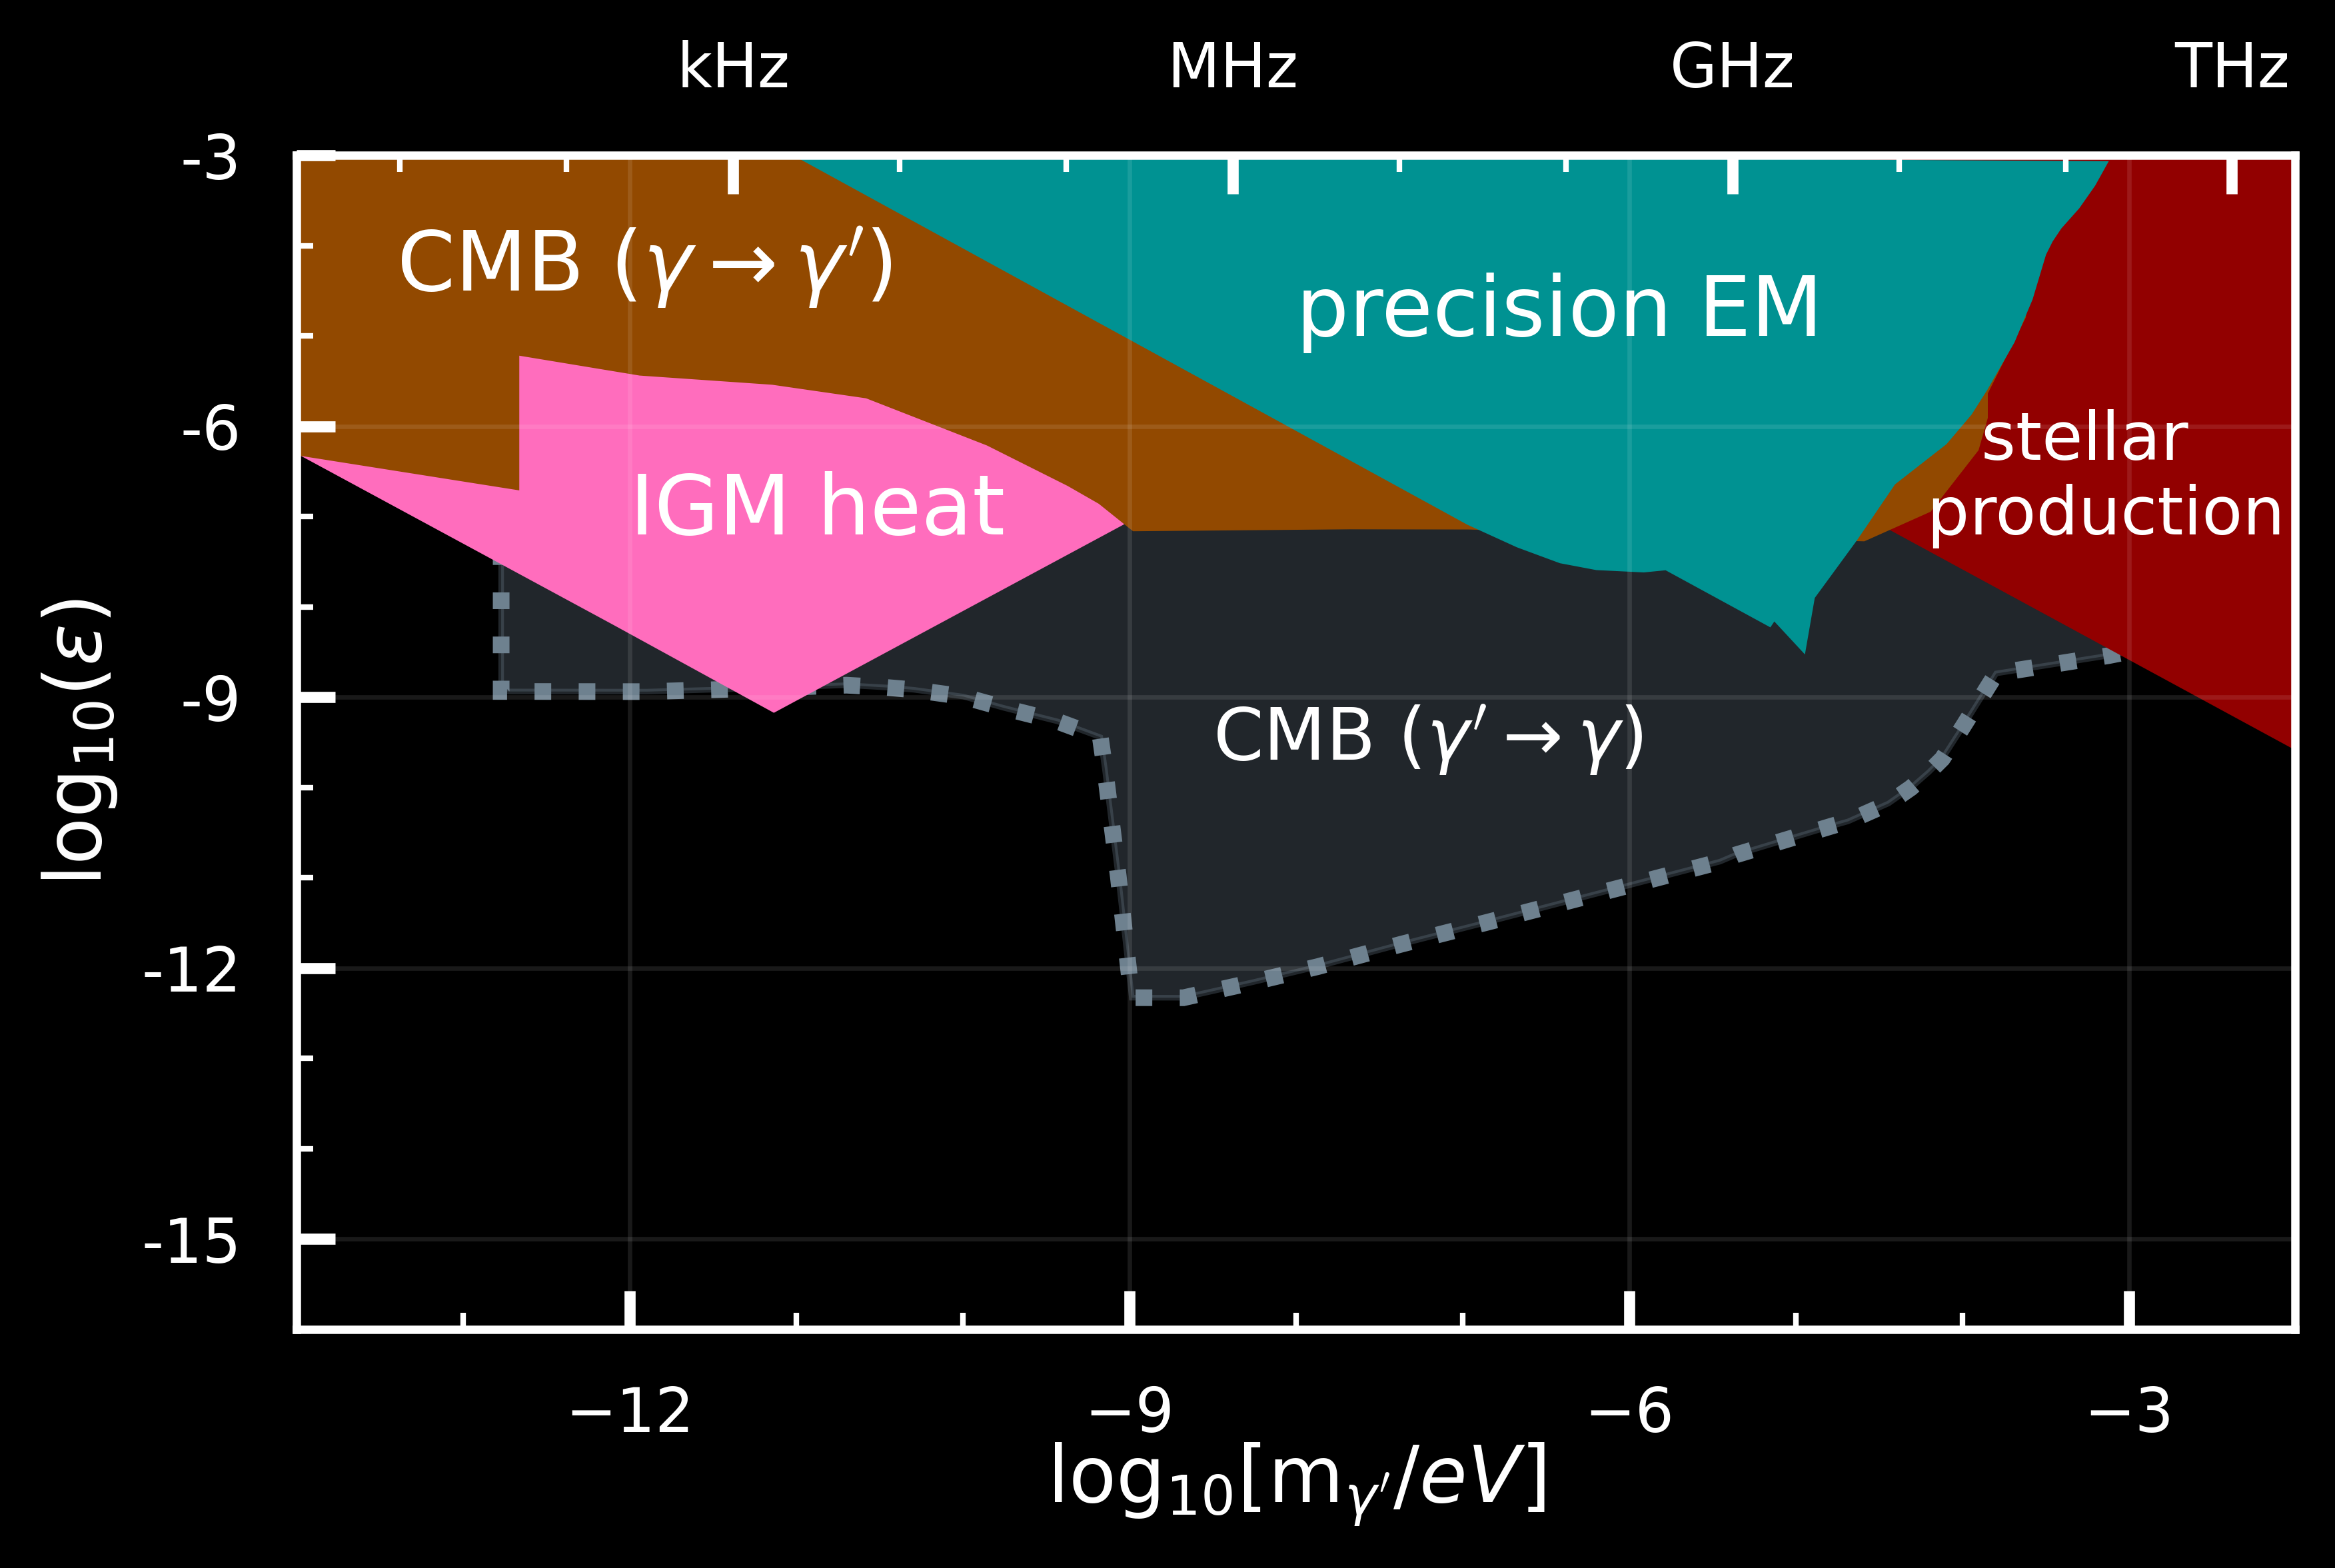 kHz MHz GHz THz
-3
CMB (γ → γ′)
precision EM
-6
stellar
production
IGM heat
-9
CMB (γ′ → γ)
-12
-15
log₁₀(ε)
−12 −9 −6 −3
log₁₀[mᵧ′/eV]